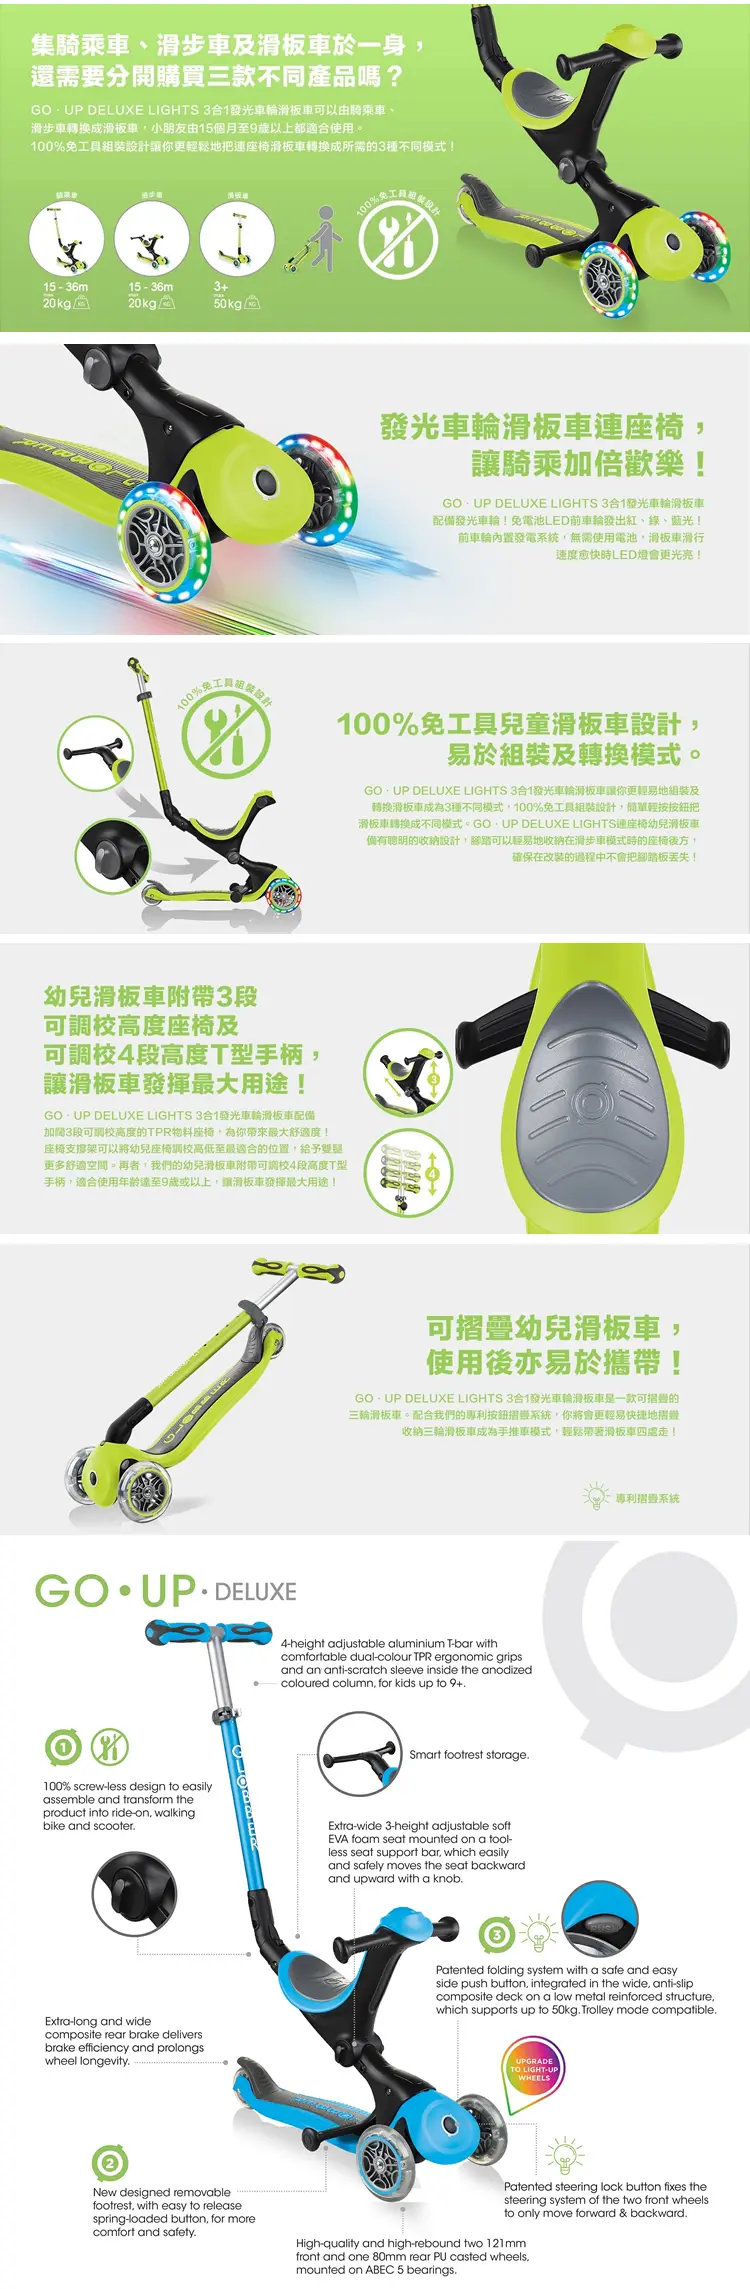 集騎乘車、滑步車及滑板車於一身，
還需要分開購買三款不同產品嗎？
GO・UP DELUXE LIGHTS 3合1發光車輪滑板車可以由騎乘車、
滑步車轉換成滑板車，小朋友由15個月至9歲以上都適合使用。
100%免工具組裝設計讓你更輕鬆地把連座椅滑板車轉換成所需的3種不同模式！
騎乘車
滑步車
滑板車
100%免工具組裝設計
15 - 36m
max
20kg KG
15 - 36m
max
20kg KG
3+
max
50kg KG
發光車輪滑板車連座椅，
讓騎乘加倍歡樂！
GO・UP DELUXE LIGHTS 3合1發光車輪滑板車
配備發光車輪！免電池LED前車輪發出紅、綠、藍光！
前車輪內置發電系統，無需使用電池，滑板車滑行
速度愈快時LED燈會更光亮！
100%免工具組裝設計
100%免工具兒童滑板車設計，
易於組裝及轉換模式。
GO・UP DELUXE LIGHTS 3合1發光車輪滑板車讓你更輕易地組裝及
轉換滑板車成為3種不同模式，100%免工具組裝設計，簡單輕按按鈕把
滑板車轉換成不同模式。GO・UP DELUXE LIGHTS連座椅幼兒滑板車
備有聰明的收納設計，腳踏可以輕易地收納在滑步車模式時的座椅後方，
確保在改裝的過程中不會把腳踏板丟失！
幼兒滑板車附帶3段
可調校高度座椅及
可調校4段高度T型手柄，
讓滑板車發揮最大用途！
GO・UP DELUXE LIGHTS 3合1發光車輪滑板車配備
加闊3段可調校高度的TPR物料座椅，為你帶來最大舒適度！
座椅支撐架可以將幼兒座椅調校高低至最適合的位置，給予雙腿
更多舒適空間。再者，我們的幼兒滑板車附帶可調校4段高度T型
手柄，適合使用年齡達至9歲或以上，讓滑板車發揮最大用途！
3
4
可摺疊幼兒滑板車，
使用後亦易於攜帶！
GO・UP DELUXE LIGHTS 3合1發光車輪滑板車是一款可摺疊的
三輪滑板車。配合我們的專利按鈕摺疊系統，你將會更輕易快捷地摺疊
收納三輪滑板車成為手推車模式，輕鬆帶著滑板車四處走！
專利摺疊系統
GO•UP•DELUXE
4-height adjustable aluminium T-bar with
comfortable dual-colour TPR ergonomic grips
and an anti-scratch sleeve inside the anodized
coloured column, for kids up to 9+.
1
100% screw-less design to easily
assemble and transform the
product into ride-on, walking
bike and scooter.
GLOBBER
Smart footrest storage.
Extra-wide 3-height adjustable soft
EVA foam seat mounted on a tool-
less seat support bar, which easily
and safely moves the seat backward
and upward with a knob.
3
PUSH
Patented folding system with a safe and easy
side push button, integrated in the wide, anti-slip
composite deck on a low metal reinforced structure,
which supports up to 50kg. Trolley mode compatible.
Extra-long and wide
composite rear brake delivers
brake efficiency and prolongs
wheel longevity.
UPGRADE
TO LIGHT-UP
WHEELS
2
New designed removable
footrest, with easy to release
spring-loaded button, for more
comfort and safety.
Patented steering lock button fixes the
steering system of the two front wheels
to only move forward & backward.
High-quality and high-rebound two 121mm
front and one 80mm rear PU casted wheels,
mounted on ABEC 5 bearings.